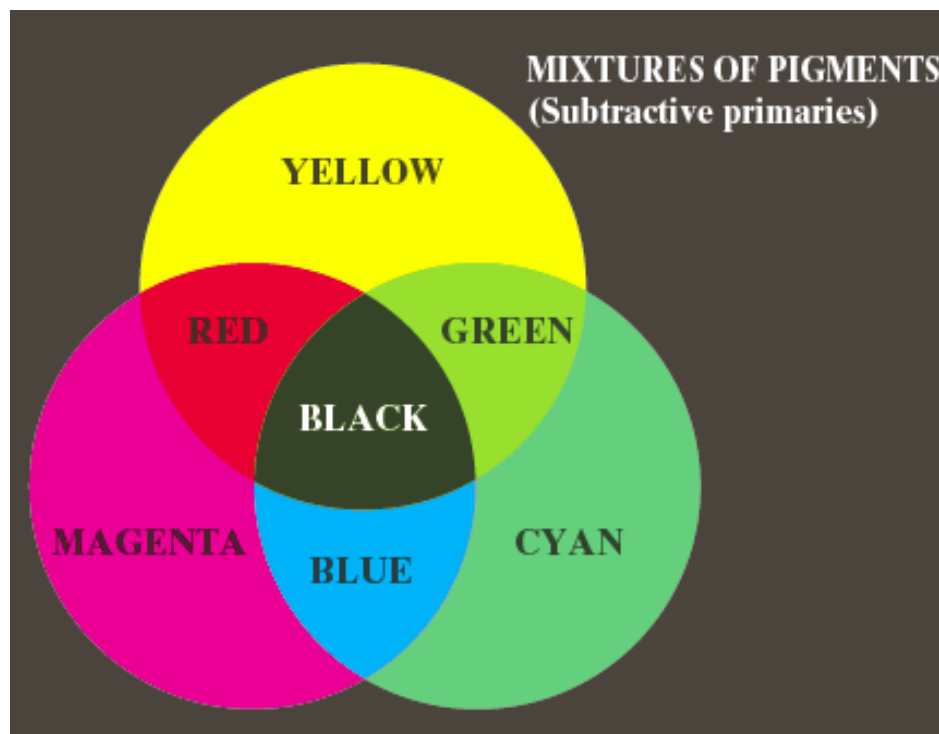 MIXTURES OF PIGMENTS
(Subtractive primaries)
YELLOW
RED
GREEN
BLACK
MAGENTA
CYAN
BLUE